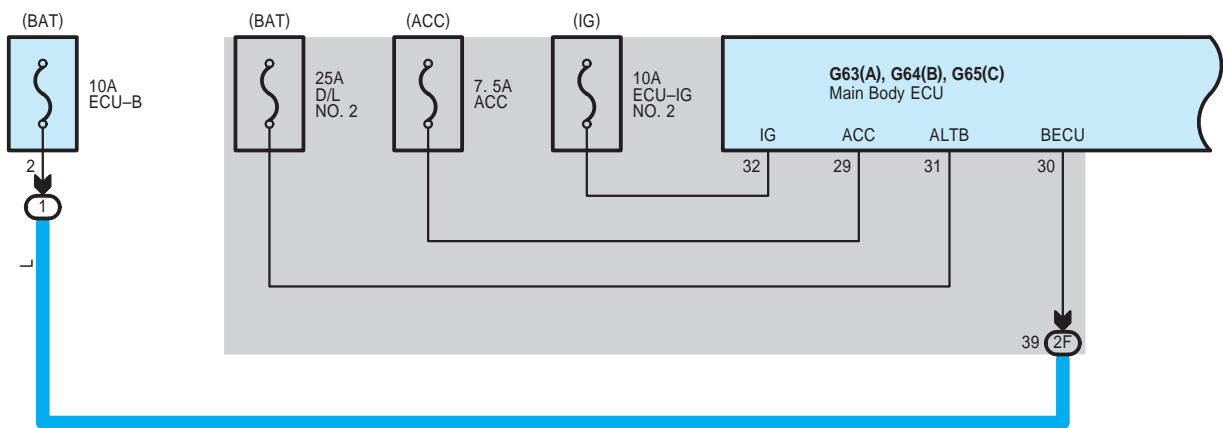 (BAT)
(BAT)
(ACC)
(IG)
10A
ECU–B
25A
D/L
NO. 2
7. 5A
ACC
10A
ECU–IG
NO. 2
G63(A), G64(B), G65(C)
Main Body ECU
IG
ACC
ALTB
BECU
2
32
29
31
30
1
L
39
2F